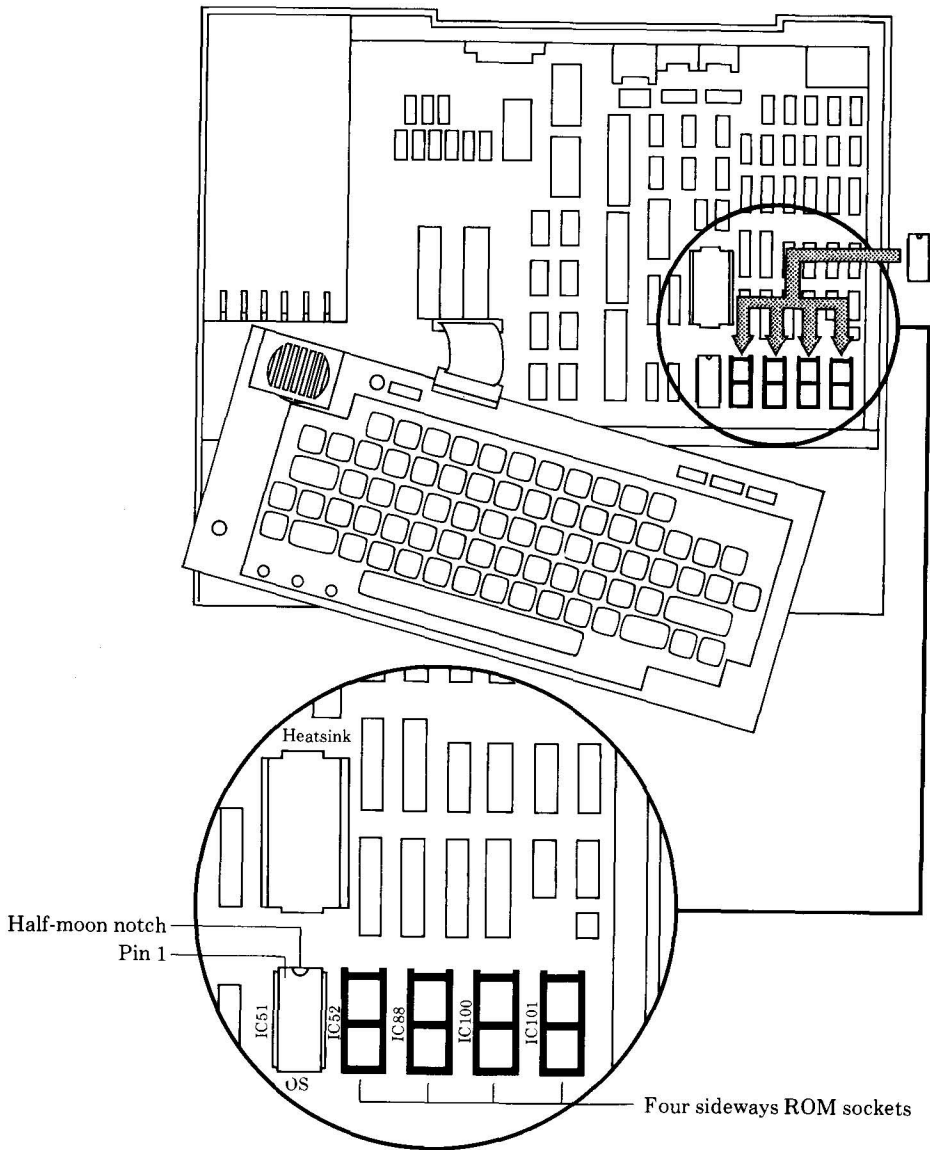 Heatsink
Half-moon notch
Pin 1
IC51
IC52
IC88
IC100
IC101
OS
Four sideways ROM sockets